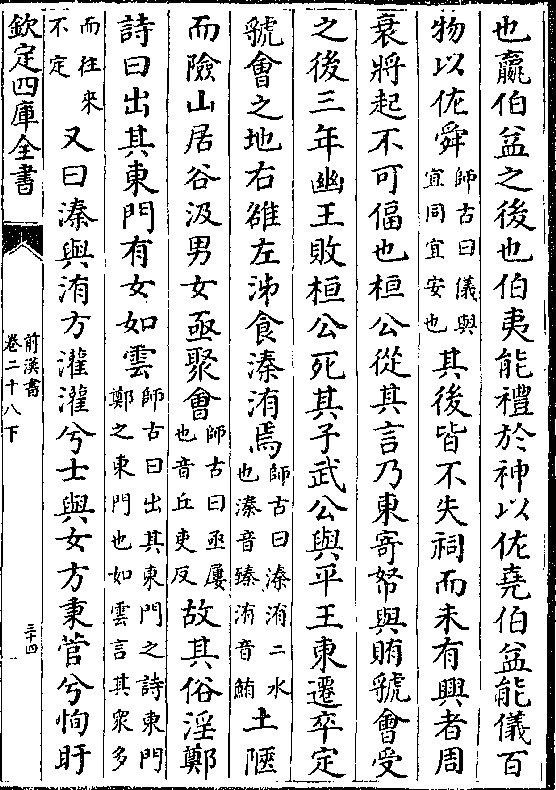 也嬴伯益之後也伯夷能禮於神以佐堯伯益能儀百
物以佐舜師古曰儀與宜同宜安也其後皆不失祠而未有興者周
衰將起不可偪也桓公從其言乃東寄帑與賄虢會受
之後三年幽王敗桓公死其子武公與平王東遷卒定
虢會之地右雒左泲食溱洧焉師古曰溱洧二水也溱音臻洧音鮪土陿
而險山居谷汲男女亟聚會師古曰亟屢也音丘吏反故其俗淫鄭
詩曰出其東門有女如雲師古曰出其東門之詩東門鄭之東門也如雲言其衆多
而往來不定又曰溱與洧方灌灌兮士與女方秉菅兮恂盱
欽定四庫全書
前漢書
卷二十八下
三十四